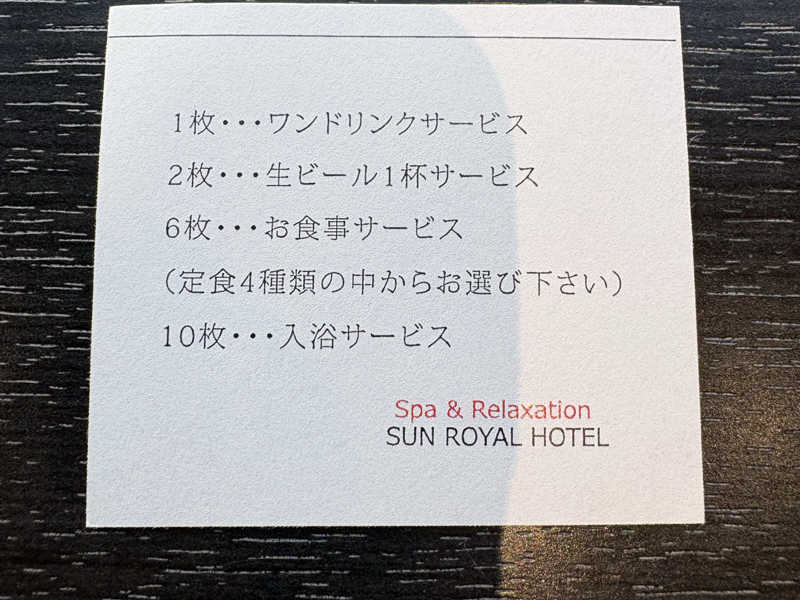 1枚・・・ワンドリンクサービス
2枚・・・生ビール1杯サービス
6枚・・・お食事サービス
（定食4種類の中からお選び下さい）
10枚・・・入浴サービス
Spa & Relaxation
SUN ROYAL HOTEL